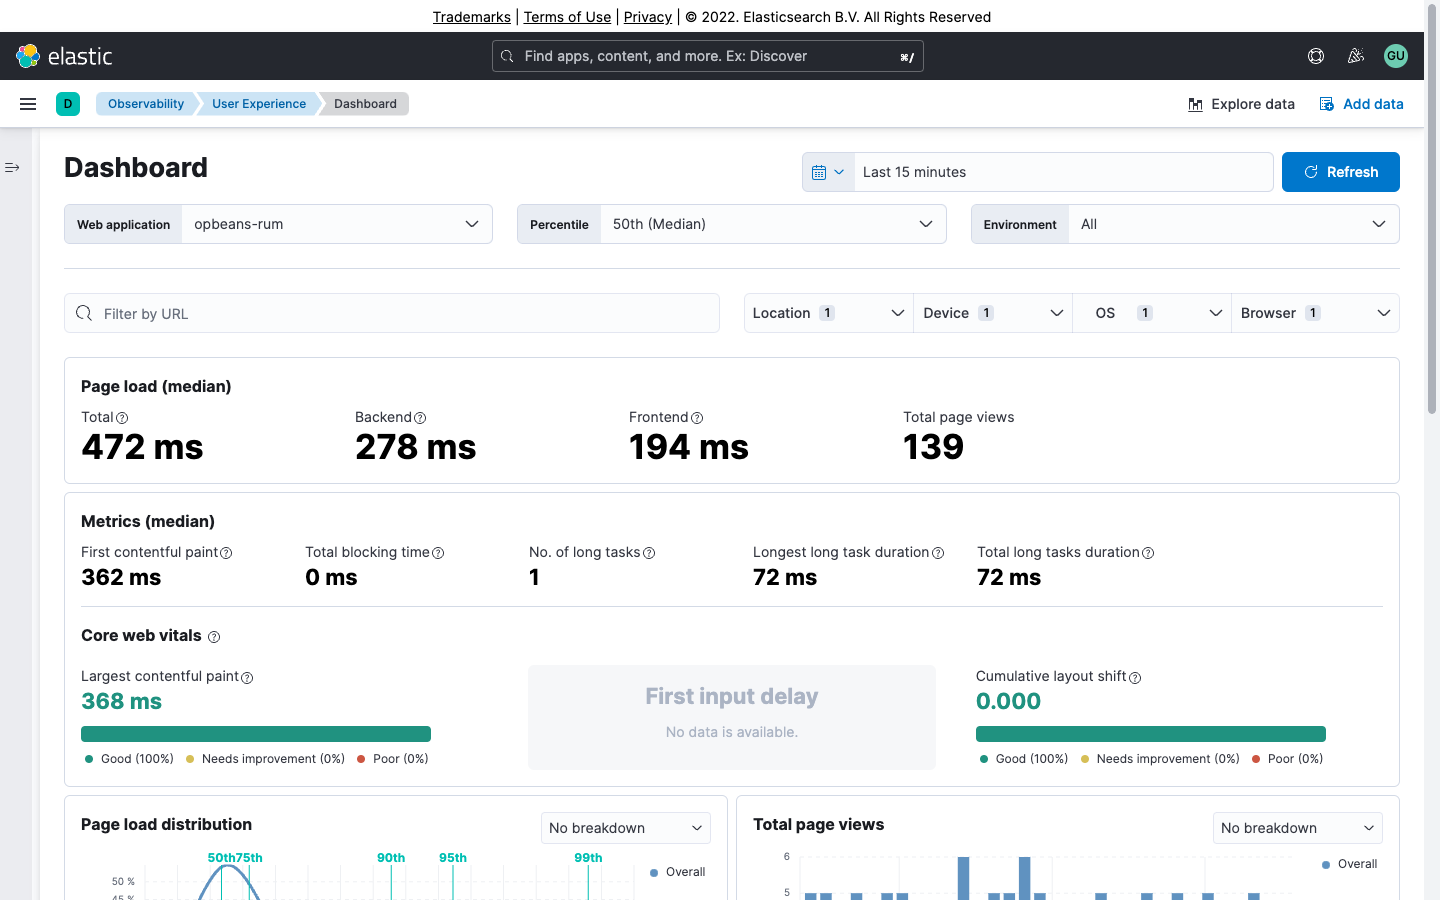 Trademarks | Terms of Use | Privacy | © 2022. Elasticsearch B.V. All Rights Reserved
elastic
Find apps, content, and more. Ex: Discover
⌘/
GU
D
Observability
User Experience
Dashboard
Explore data
Add data
Dashboard
Last 15 minutes
Refresh
Web application
opbeans-rum
Percentile
50th (Median)
Environment
All
Filter by URL
Location 1
Device 1
OS 1
Browser 1
Page load (median)
Total
472 ms
Backend
278 ms
Frontend
194 ms
Total page views
139
Metrics (median)
First contentful paint
362 ms
Total blocking time
0 ms
No. of long tasks
1
Longest long task duration
72 ms
Total long tasks duration
72 ms
Core web vitals
Largest contentful paint
368 ms
Good (100%)
Needs improvement (0%)
Poor (0%)
First input delay
No data is available.
Cumulative layout shift
0.000
Good (100%)
Needs improvement (0%)
Poor (0%)
Page load distribution
No breakdown
50th
75th
90th
95th
99th
Overall
50 %
45 %
Total page views
No breakdown
6
5
Overall